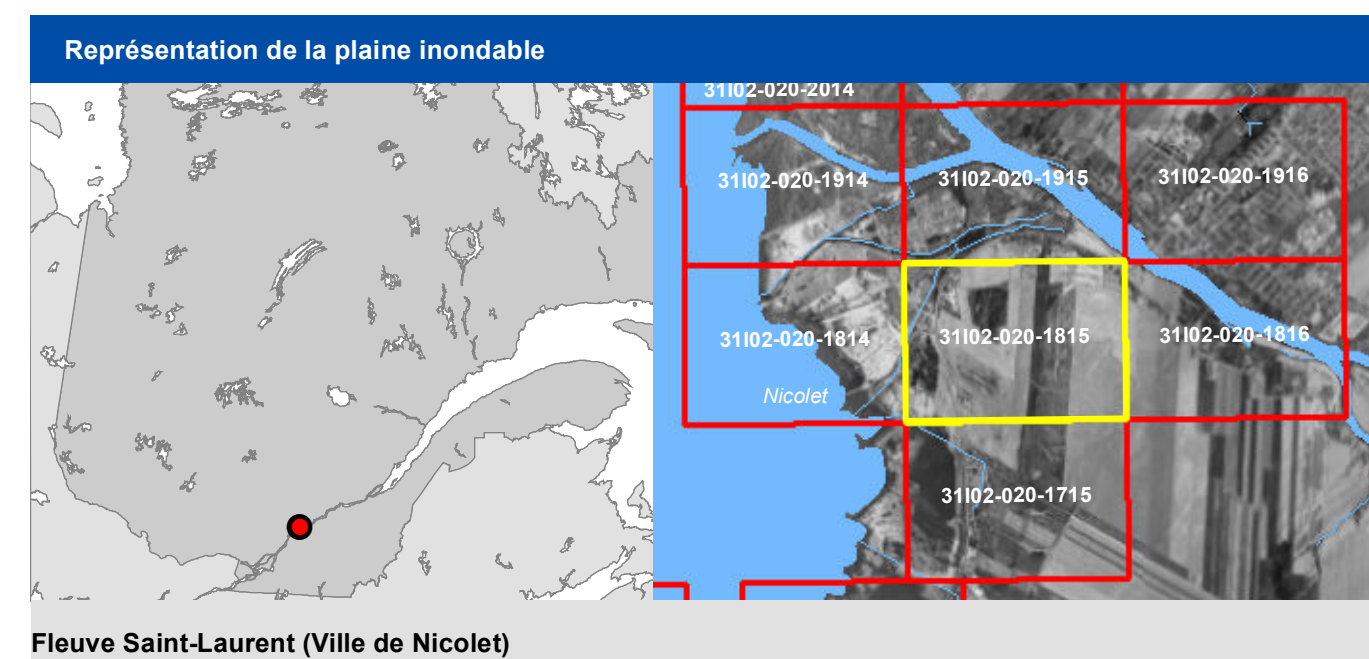 Représentation de la plaine inondable
31I02-020-2014
31I02-020-1914
31I02-020-1915
31I02-020-1916
31I02-020-1814
31I02-020-1815
31I02-020-1816
Nicolet
31I02-020-1715
Fleuve Saint-Laurent (Ville de Nicolet)